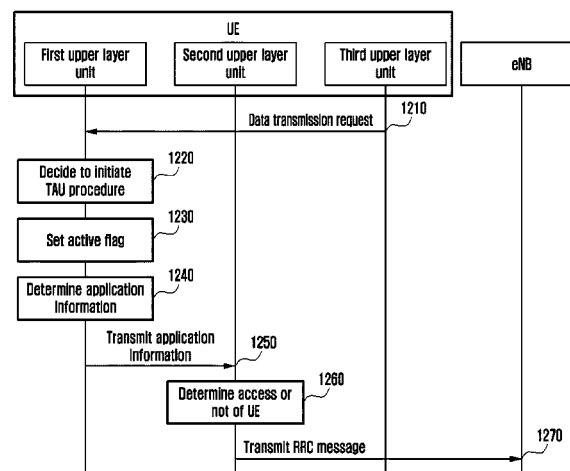 UE
First upper layer
unit
Second upper layer
unit
Third upper layer
unit
eNB
Data transmission request
1210
1220
Decide to initiate
TAU procedure
1230
Set active flag
1240
Determine application
Information
Transmit application
Information
1250
1260
Determine access or
not of UE
Transmit RRC message
1270